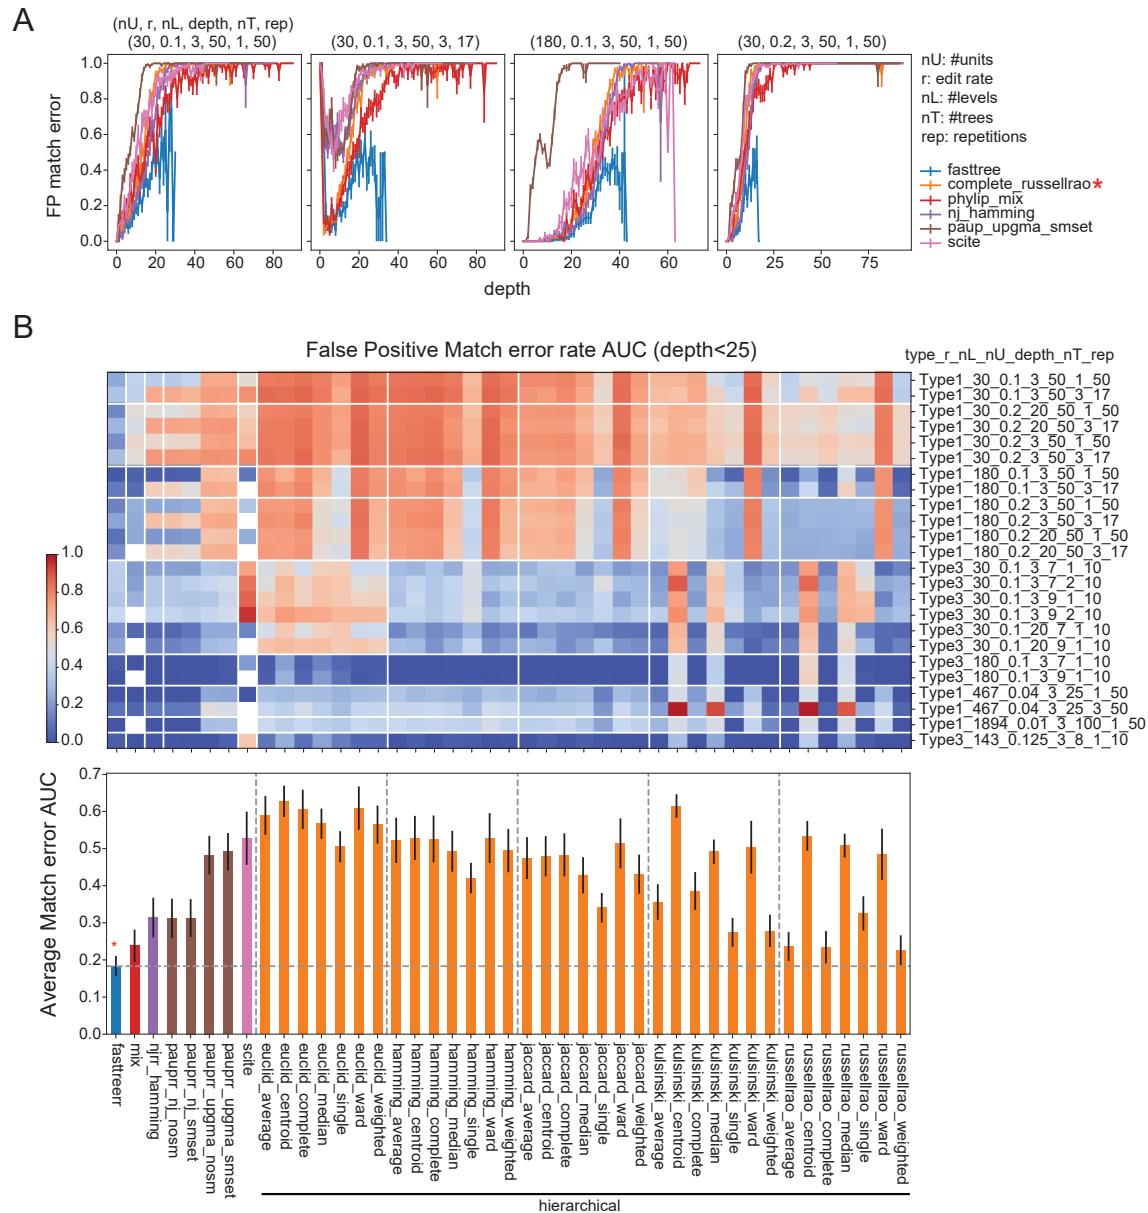 A
(nU, r, nL, depth, nT, rep)
(30, 0.1, 3, 50, 1, 50)
(30, 0.1, 3, 50, 3, 17)
(180, 0.1, 3, 50, 1, 50)
(30, 0.2, 3, 50, 1, 50)
FP match error
1.0
0.8
0.6
0.4
0.2
0.0
0 20 40 60 80
0 20 40 60 80
0 20 40 60
0 25 50 75
depth
nU: #units
r: edit rate
nL: #levels
nT: #trees
rep: repetitions
fasttree
complete_russellrao*
phylip_mix
nj_hamming
paup_upgma_smset
scite
B
False Positive Match error rate AUC (depth<25)
type_r_nL_nU_depth_nT_rep
Type1_30_0.1_3_50_1_50
Type1_30_0.1_3_50_3_17
Type1_30_0.2_20_50_1_50
Type1_30_0.2_20_50_3_17
Type1_30_0.2_3_50_1_50
Type1_30_0.2_3_50_3_17
Type1_180_0.1_3_50_1_50
Type1_180_0.1_3_50_3_17
Type1_180_0.2_3_50_1_50
Type1_180_0.2_3_50_3_17
Type1_180_0.2_20_50_1_50
Type1_180_0.2_20_50_3_17
Type3_30_0.1_3_7_1_10
Type3_30_0.1_3_7_2_10
Type3_30_0.1_3_9_1_10
Type3_30_0.1_3_9_2_10
Type3_30_0.1_20_7_1_10
Type3_30_0.1_20_9_1_10
Type3_180_0.1_3_7_1_10
Type3_180_0.1_3_9_1_10
Type1_467_0.04_3_25_1_50
Type1_467_0.04_3_25_3_50
Type1_1894_0.01_3_100_1_50
Type3_143_0.125_3_8_1_10
1.0
0.8
0.6
0.4
0.2
0.0
Average Match error AUC
0.7
0.6
0.5
0.4
0.3
0.2
0.1
0.0
*
fasttreerr
mix
njrr_hamming
pauprr_nj_nosm
pauprr_nj_smset
pauprr_upgma_nosm
pauprr_upgma_smset
scite
euclid_average
euclid_centroid
euclid_complete
euclid_median
euclid_single
euclid_ward
euclid_weighted
hamming_average
hamming_centroid
hamming_complete
hamming_median
hamming_single
hamming_ward
hamming_weighted
jaccard_average
jaccard_centroid
jaccard_complete
jaccard_median
jaccard_single
jaccard_ward
jaccard_weighted
kulsinski_average
kulsinski_centroid
kulsinski_complete
kulsinski_median
kulsinski_single
kulsinski_ward
kulsinski_weighted
russellrao_average
russellrao_centroid
russellrao_complete
russellrao_median
russellrao_single
russellrao_ward
russellrao_weighted
hierarchical